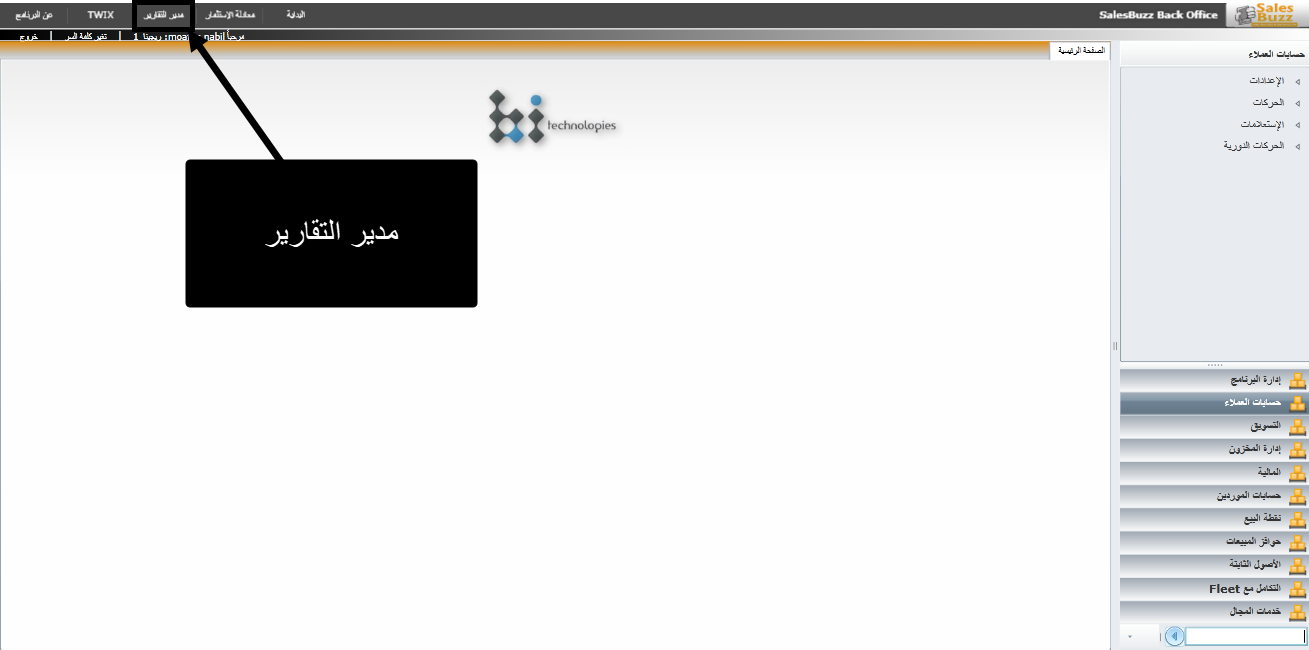 Sales
Buzz
SalesBuzz Back Office
البداية
معادلة الإستثمار
مدير التقارير
TWIX
عن البرنامج
مرحباً nabil
moa
: ريجيتا 1
تغير كلمة السر
خروج
الصفحة الرئيسية
حسابات العملاء
الإعدادات
الحركات
الإستعلامات
الحركات الدورية
technologies
مدير التقارير
إدارة البرنامج
حسابات العملاء
التسويق
إدارة المخزون
المالية
حسابات الموردين
نقطة البيع
حوافز المبيعات
الأصول الثابتة
التكامل مع Fleet
خدمات المجال